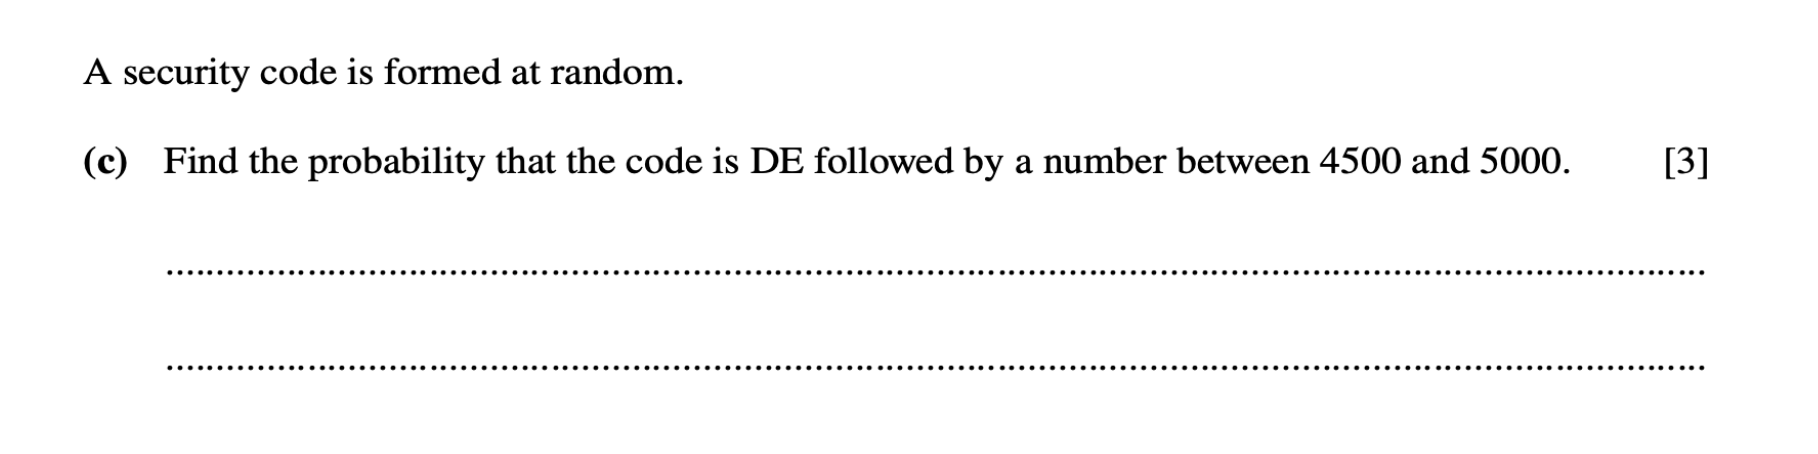 A security code is formed at random.
(c) Find the probability that the code is DE followed by a number between 4500 and 5000. [3]